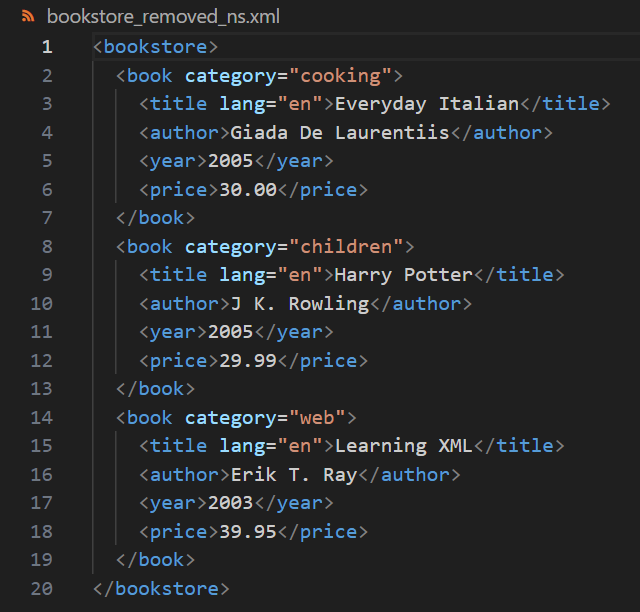 bookstore_removed_ns.xml
1 <bookstore>
2   <book category="cooking">
3     <title lang="en">Everyday Italian</title>
4     <author>Giada De Laurentiis</author>
5     <year>2005</year>
6     <price>30.00</price>
7   </book>
8   <book category="children">
9     <title lang="en">Harry Potter</title>
10     <author>J K. Rowling</author>
11     <year>2005</year>
12     <price>29.99</price>
13   </book>
14   <book category="web">
15     <title lang="en">Learning XML</title>
16     <author>Erik T. Ray</author>
17     <year>2003</year>
18     <price>39.95</price>
19   </book>
20 </bookstore>